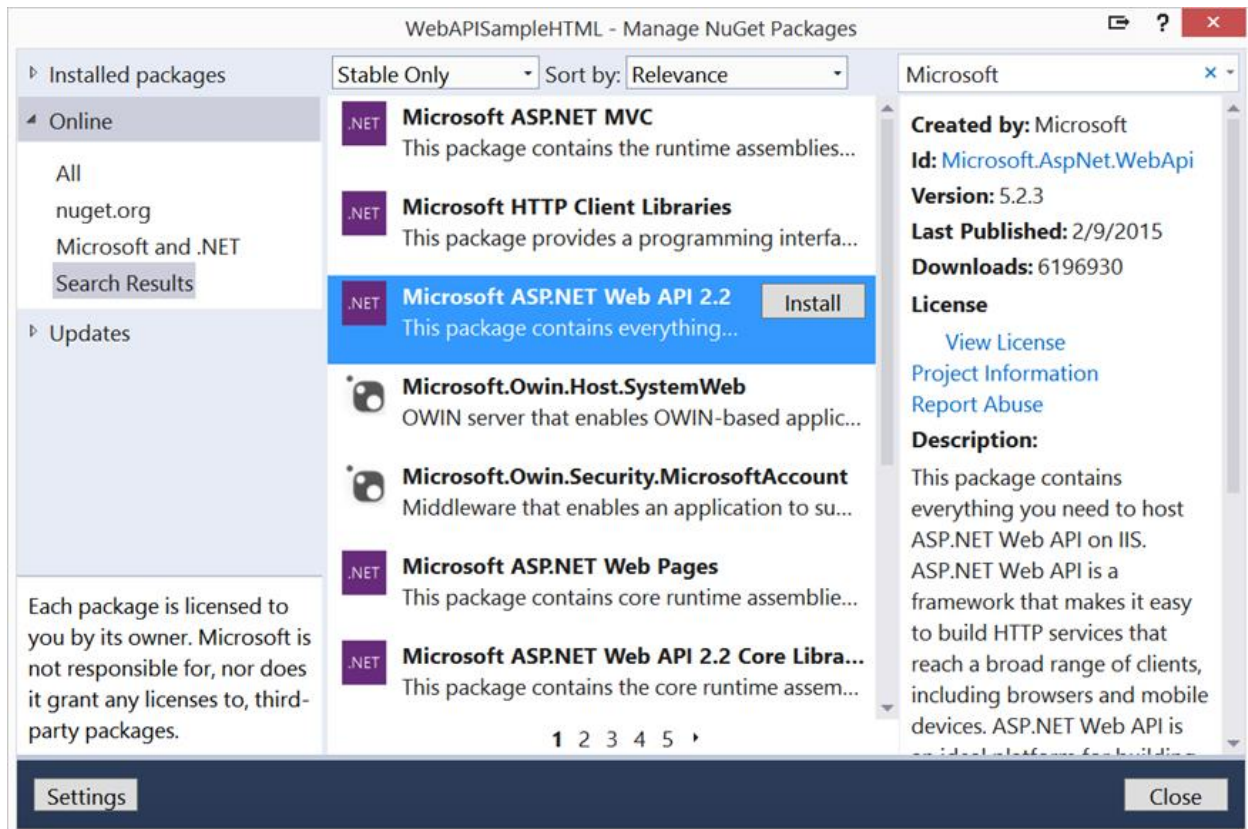 WebAPISampleHTML - Manage NuGet Packages
?
Installed packages
Online
All
nuget.org
Microsoft and .NET
Search Results
Updates
Each package is licensed to
you by its owner. Microsoft is
not responsible for, nor does
it grant any licenses to, third-
party packages.
Stable Only Sort by: Relevance
.NET Microsoft ASP.NET MVC
This package contains the runtime assemblies...
.NET Microsoft HTTP Client Libraries
This package provides a programming interfa...
.NET Microsoft ASP.NET Web API 2.2 Install
This package contains everything...
Microsoft.Owin.Host.SystemWeb
OWIN server that enables OWIN-based applic...
Microsoft.Owin.Security.MicrosoftAccount
Middleware that enables an application to su...
.NET Microsoft ASP.NET Web Pages
This package contains core runtime assemblie...
.NET Microsoft ASP.NET Web API 2.2 Core Libra...
This package contains the core runtime assem...
1 2 3 4 5
Microsoft
Created by: Microsoft
Id: Microsoft.AspNet.WebApi
Version: 5.2.3
Last Published: 2/9/2015
Downloads: 6196930
License
View License
Project Information
Report Abuse
Description:
This package contains
everything you need to host
ASP.NET Web API on IIS.
ASP.NET Web API is a
framework that makes it easy
to build HTTP services that
reach a broad range of clients,
including browsers and mobile
devices. ASP.NET Web API is
an ideal platform for building
Settings
Close